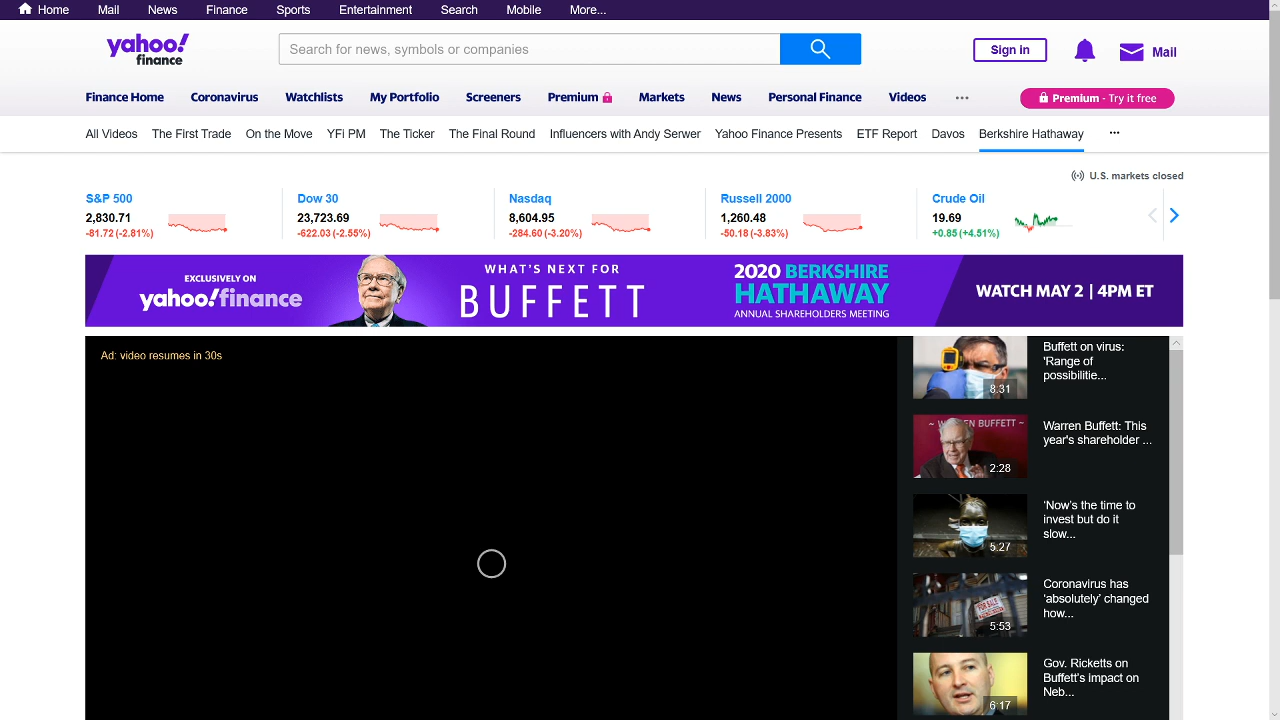 Home Mail News Finance Sports Entertainment Search Mobile More...
yahoo! finance
Search for news, symbols or companies
Sign in
Mail
Finance Home Coronavirus Watchlists My Portfolio Screeners Premium Markets News Personal Finance Videos ...
Premium - Try it free
All Videos The First Trade On the Move YFi PM The Ticker The Final Round Influencers with Andy Serwer Yahoo Finance Presents ETF Report Davos Berkshire Hathaway ...
U.S. markets closed
S&P 500
2,830.71
-81.72 (-2.81%)
Dow 30
23,723.69
-622.03 (-2.55%)
Nasdaq
8,604.95
-284.60 (-3.20%)
Russell 2000
1,260.48
-50.18 (-3.83%)
Crude Oil
19.69
+0.85 (+4.51%)
EXCLUSIVELY ON
yahoo!finance
WHAT'S NEXT FOR
BUFFETT
2020 BERKSHIRE
HATHAWAY
ANNUAL SHAREHOLDERS MEETING
WATCH MAY 2 | 4PM ET
Ad: video resumes in 30s
8:31
Buffett on virus:
'Range of
possibilitie...
2:28
Warren Buffett: This
year's shareholder ...
5:27
'Now's the time to
invest but do it
slow...
FOR SALE
5:53
Coronavirus has
'absolutely' changed
how...
6:17
Gov. Ricketts on
Buffett's impact on
Neb...